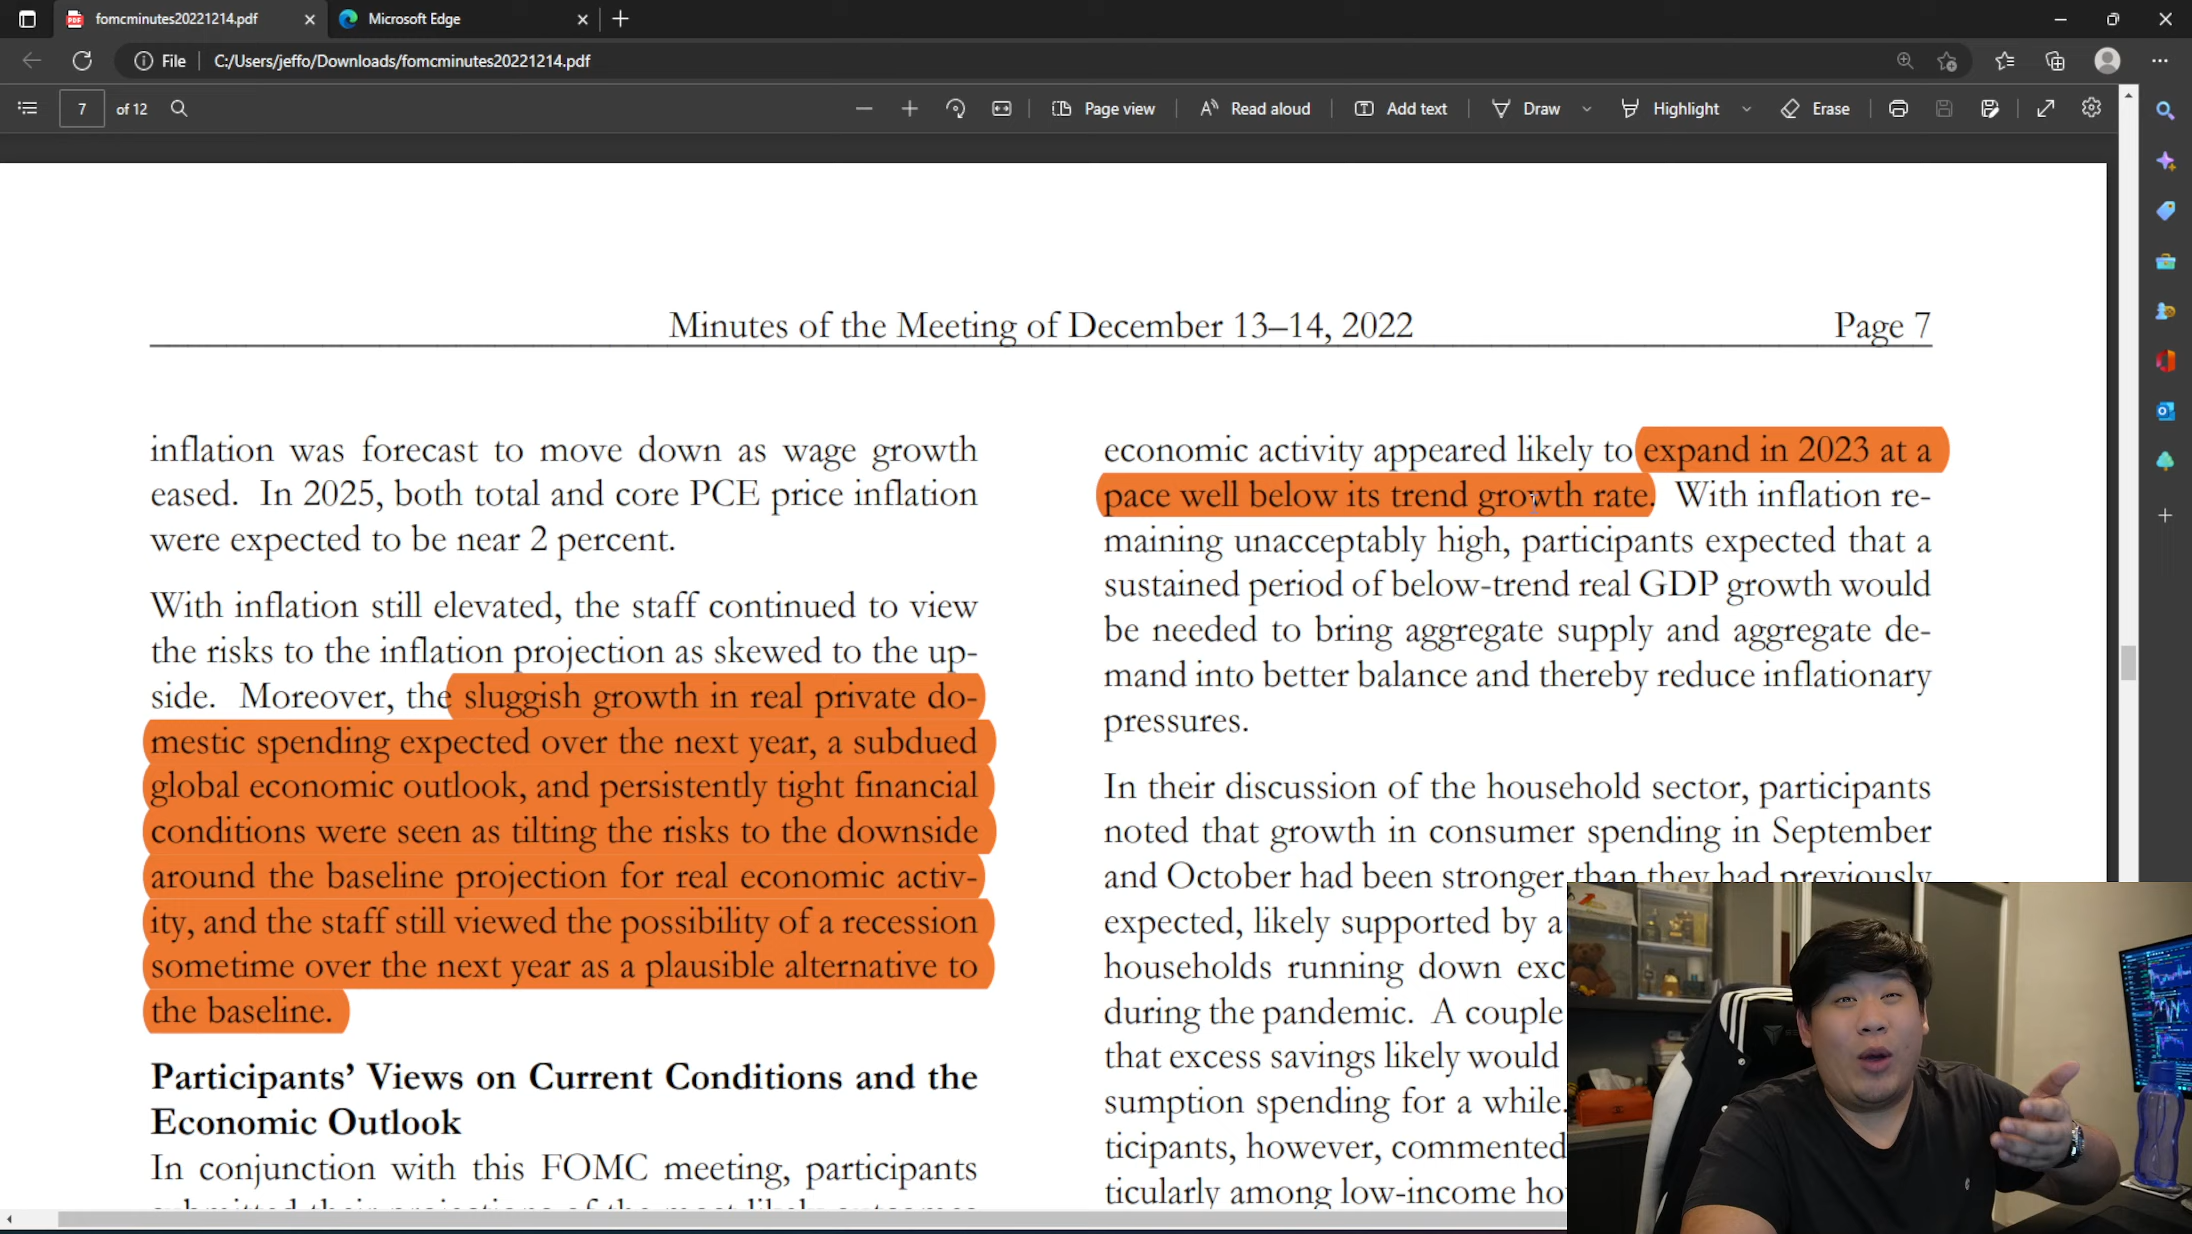 fomcminutes20221214.pdf
Microsoft Edge
File
C:/Users/jeffo/Downloads/fomcminutes20221214.pdf
7 of 12
Page view
Read aloud
Add text
Draw
Highlight
Erase
Minutes of the Meeting of December 13–14, 2022 Page 7
inflation was forecast to move down as wage growth
eased. In 2025, both total and core PCE price inflation
were expected to be near 2 percent.
With inflation still elevated, the staff continued to view
the risks to the inflation projection as skewed to the up-
side. Moreover, the sluggish growth in real private do-
mestic spending expected over the next year, a subdued
global economic outlook, and persistently tight financial
conditions were seen as tilting the risks to the downside
around the baseline projection for real economic activ-
ity, and the staff still viewed the possibility of a recession
sometime over the next year as a plausible alternative to
the baseline.
Participants’ Views on Current Conditions and the
Economic Outlook
In conjunction with this FOMC meeting, participants
economic activity appeared likely to expand in 2023 at a
pace well below its trend growth rate. With inflation re-
maining unacceptably high, participants expected that a
sustained period of below-trend real GDP growth would
be needed to bring aggregate supply and aggregate de-
mand into better balance and thereby reduce inflationary
pressures.
In their discussion of the household sector, participants
noted that growth in consumer spending in September
and October had been stronger than they had previously
expected, likely supported by a
households running down exc
during the pandemic. A couple
that excess savings likely would
sumption spending for a while.
ticipants, however, commented
ticularly among low-income ho